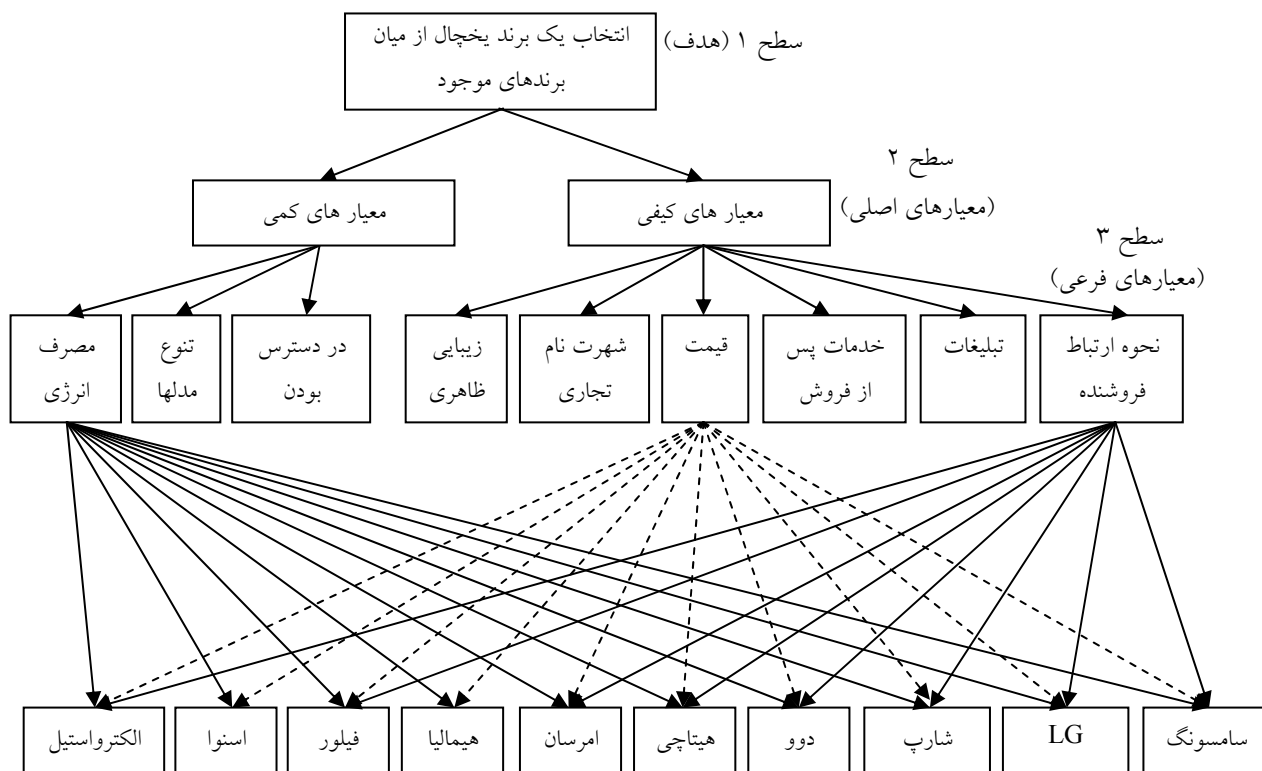 انتخاب یک برند یخچال از میان
برندهای موجود
سطح ۱ (هدف)
سطح ۲
(معیارهای اصلی)
معیار های کیفی
معیار های کمی
سطح ۳
(معیارهای فرعی)
نحوه ارتباط
فروشنده
تبلیغات
خدمات پس
از فروش
قیمت
شهرت نام
تجاری
زیبایی
ظاهری
در دسترس
بودن
تنوع
مدلها
مصرف
انرژی
سامسونگ
LG
شارپ
دوو
هیتاچی
امرسان
هیمالیا
فیلور
اسنوا
الکترواستیل